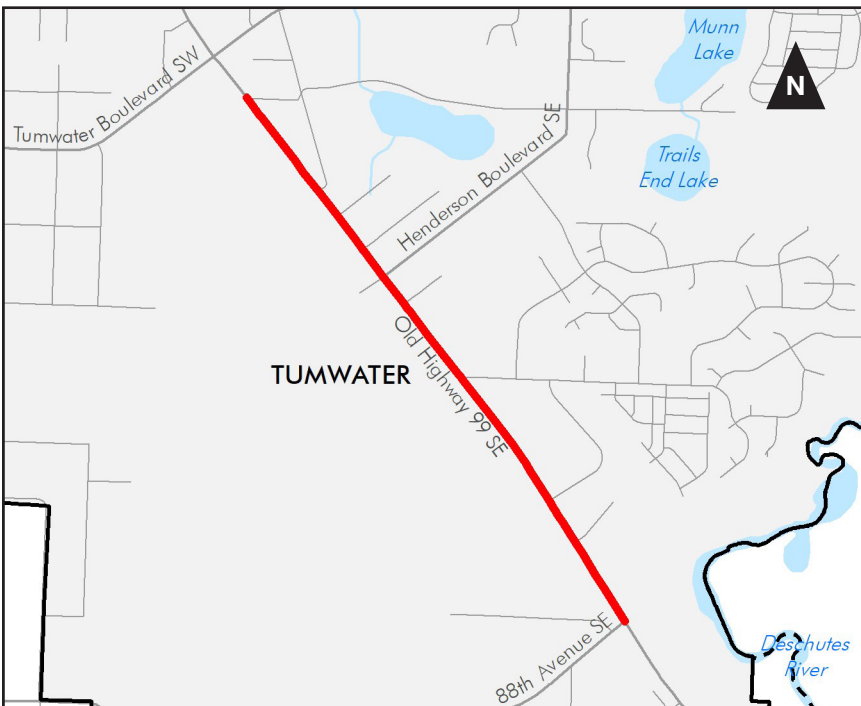 Munn
Lake
N
Tumwater Boulevard SW
Henderson Boulevard SE
Trails
End Lake
Old Highway 99 SE
TUMWATER
88th Avenue SE
Deschutes
River